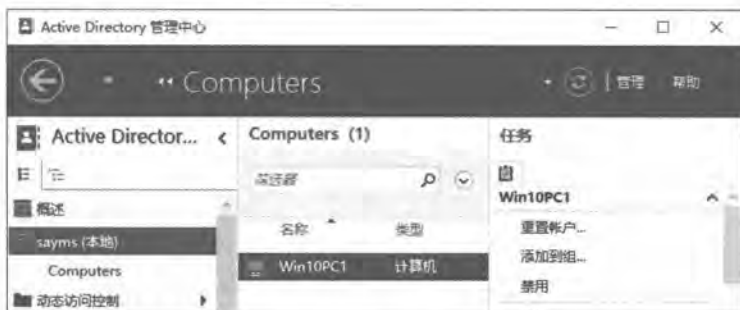 Active Directory 管理中心
Computers
管理 帮助
Active Director...
概述
sayms (本地)
Computers
动态访问控制
Computers (1)
筛选器
名称 类型
Win10PC1 计算机
任务
Win10PC1
重置帐户...
添加到组...
禁用